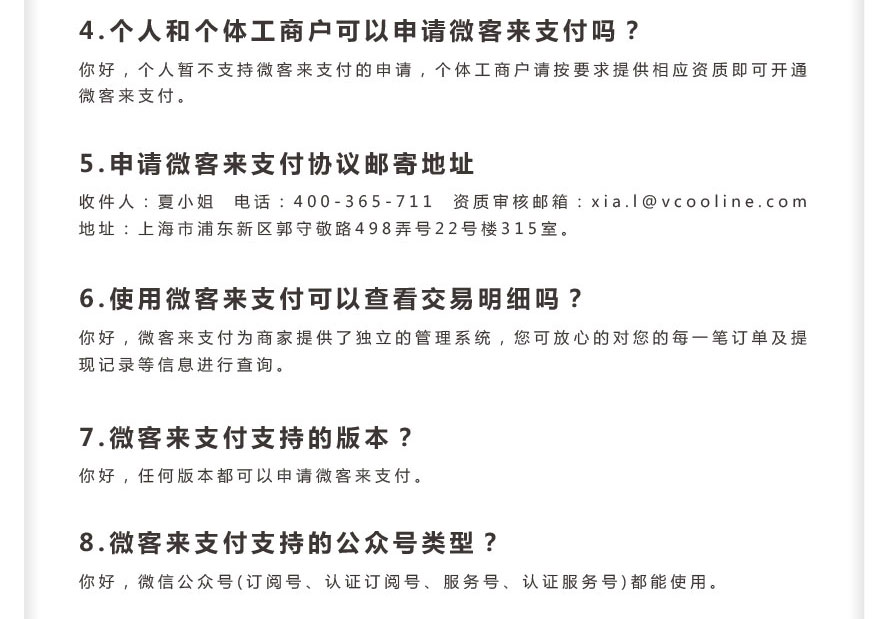 4.个人和个体工商户可以申请微客来支付吗？
你好，个人暂不支持微客来支付的申请，个体工商户请按要求提供相应资质即可开通
微客来支付。
5.申请微客来支付协议邮寄地址
收件人：夏小姐 电话：400-365-711 资质审核邮箱：xia.l@vcooline.com
地址：上海市浦东新区郭守敬路498弄号22号楼315室。
6.使用微客来支付可以查看交易明细吗？
你好，微客来支付为商家提供了独立的管理系统，您可放心的对您的每一笔订单及提
现记录等信息进行查询。
7.微客来支付支持的版本？
你好，任何版本都可以申请微客来支付。
8.微客来支付支持的公众号类型？
你好，微信公众号(订阅号、认证订阅号、服务号、认证服务号)都能使用。